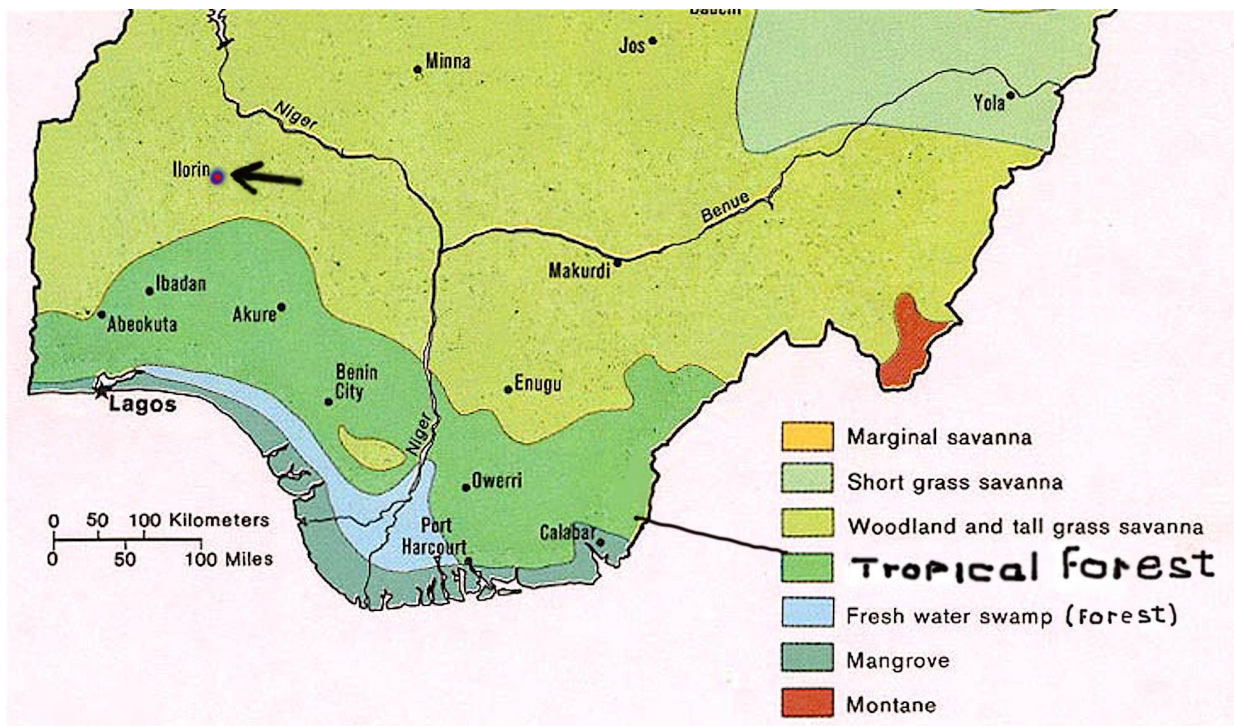 Jos
Minna
Yola
Niger
Ilorin
Benue
Makurdi
Ibadan
Akure
Abeokuta
Benin
City
Enugu
Lagos
Niger
Owerri
Port
Harcourt
Calabar
0 50 100 Kilometers
0 50 100 Miles
Marginal savanna
Short grass savanna
Woodland and tall grass savanna
Tropical Forest
Fresh water swamp (Forest)
Mangrove
Montane